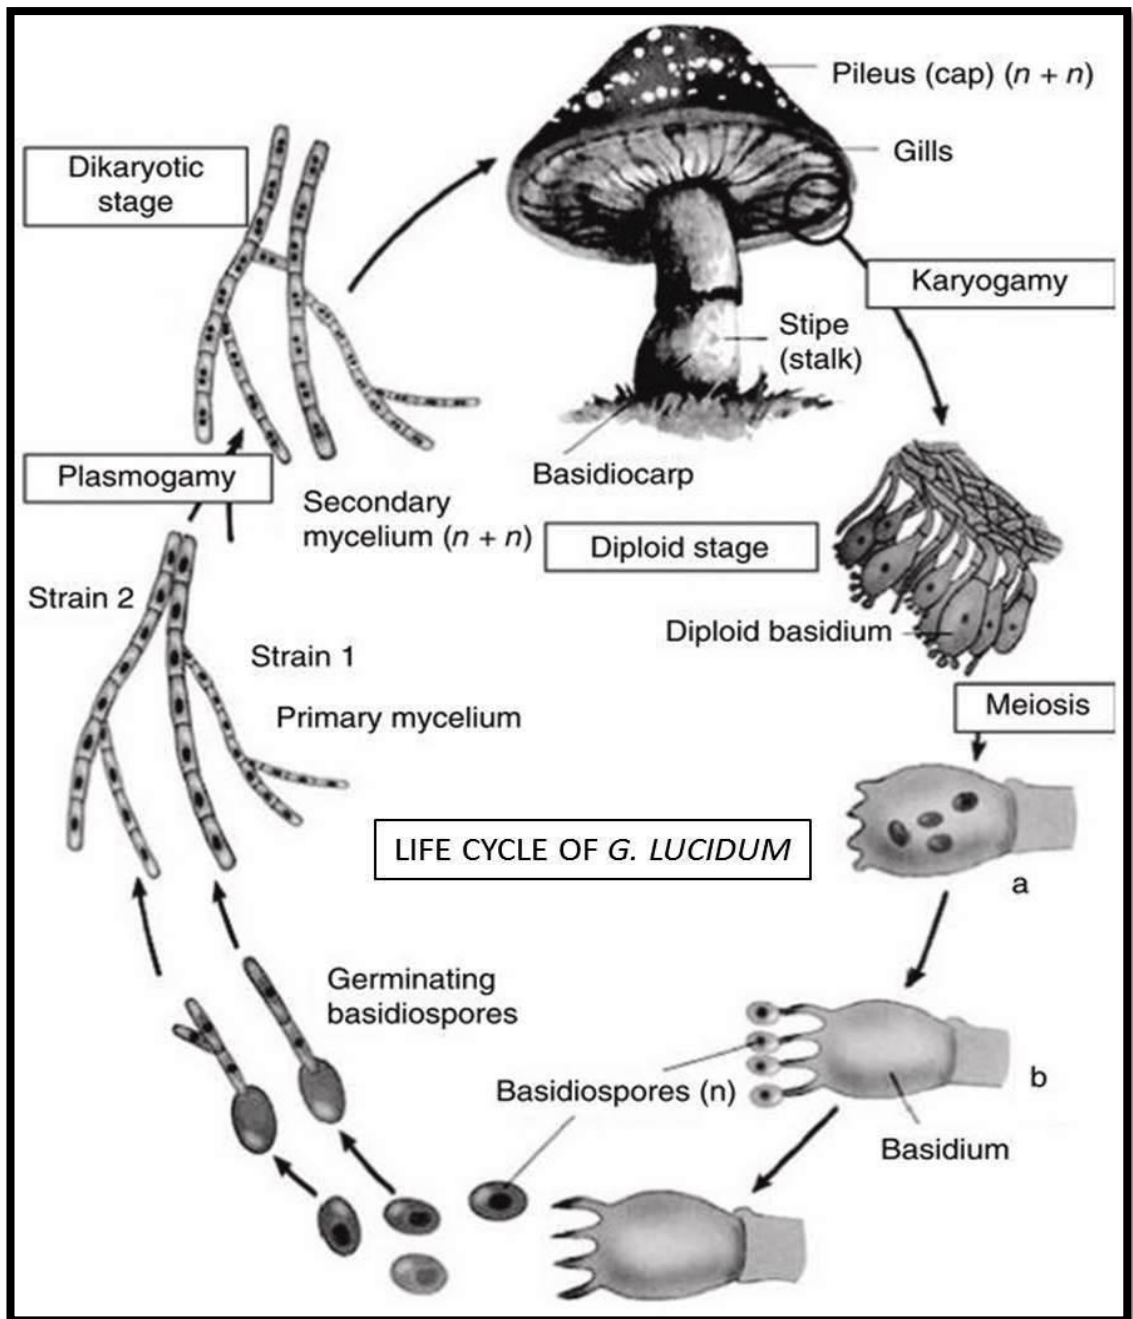 Pileus (cap) (n + n)
Gills
Dikaryotic
stage
Karyogamy
Stipe
(stalk)
Basidiocarp
Plasmogamy
Secondary
mycelium (n + n)
Diploid stage
Strain 2
Diploid basidium
Strain 1
Primary mycelium
Meiosis
LIFE CYCLE OF G. LUCIDUM
a
Germinating
basidiospores
Basidiospores (n)
b
Basidium